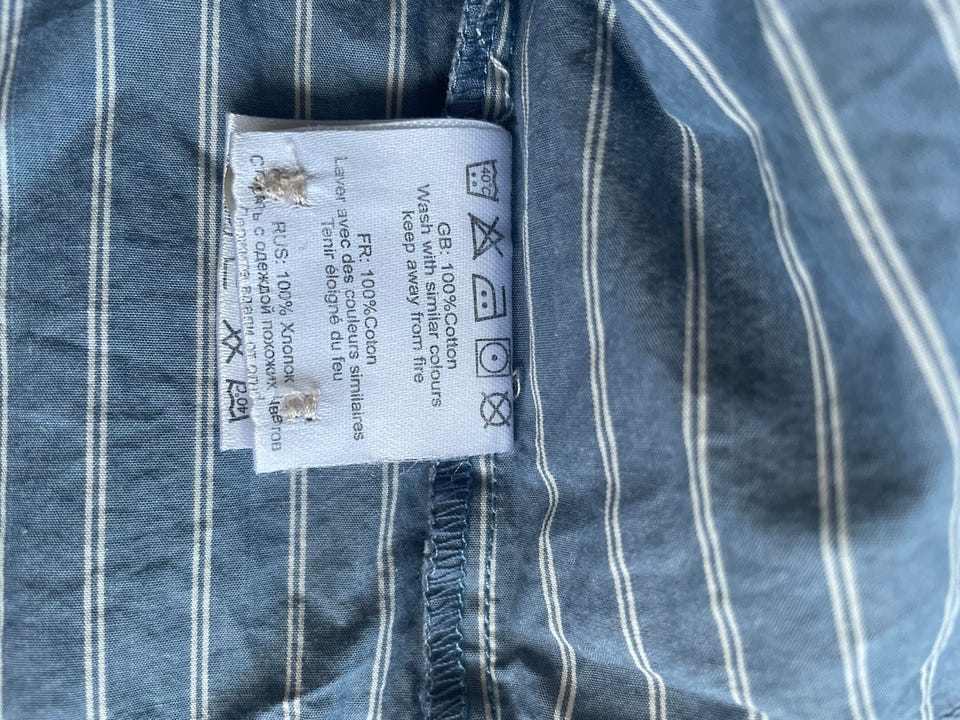 40°C
GB: 100%Cotton
Wash with similar colours
keep away from fire
FR: 100%Coton
Laver avec des couleurs similaires
Tenir éloigné du feu
RUS: 100% Хлопок
с одеждой похожих цветов
40°C